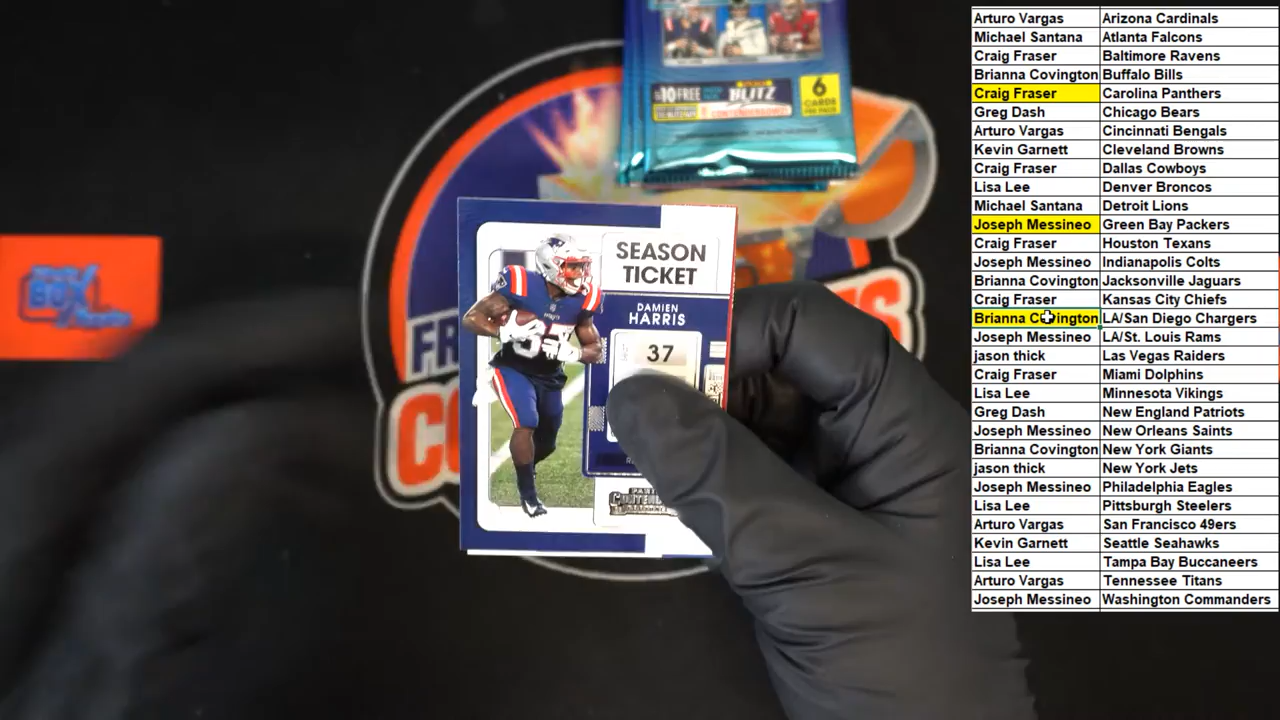 $10 FREE
BLITZ
6
CARDS
PER PACK
SEASON
TICKET
DAMIEN
HARRIS
37
FR
CO
Arturo Vargas Arizona Cardinals
Michael Santana Atlanta Falcons
Craig Fraser Baltimore Ravens
Brianna Covington Buffalo Bills
Craig Fraser Carolina Panthers
Greg Dash Chicago Bears
Arturo Vargas Cincinnati Bengals
Kevin Garnett Cleveland Browns
Craig Fraser Dallas Cowboys
Lisa Lee Denver Broncos
Michael Santana Detroit Lions
Joseph Messineo Green Bay Packers
Craig Fraser Houston Texans
Joseph Messineo Indianapolis Colts
Brianna Covington Jacksonville Jaguars
Craig Fraser Kansas City Chiefs
Brianna Covington LA/San Diego Chargers
Joseph Messineo LA/St. Louis Rams
jason thick Las Vegas Raiders
Craig Fraser Miami Dolphins
Lisa Lee Minnesota Vikings
Greg Dash New England Patriots
Joseph Messineo New Orleans Saints
Brianna Covington New York Giants
jason thick New York Jets
Joseph Messineo Philadelphia Eagles
Lisa Lee Pittsburgh Steelers
Arturo Vargas San Francisco 49ers
Kevin Garnett Seattle Seahawks
Lisa Lee Tampa Bay Buccaneers
Arturo Vargas Tennessee Titans
Joseph Messineo Washington Commanders